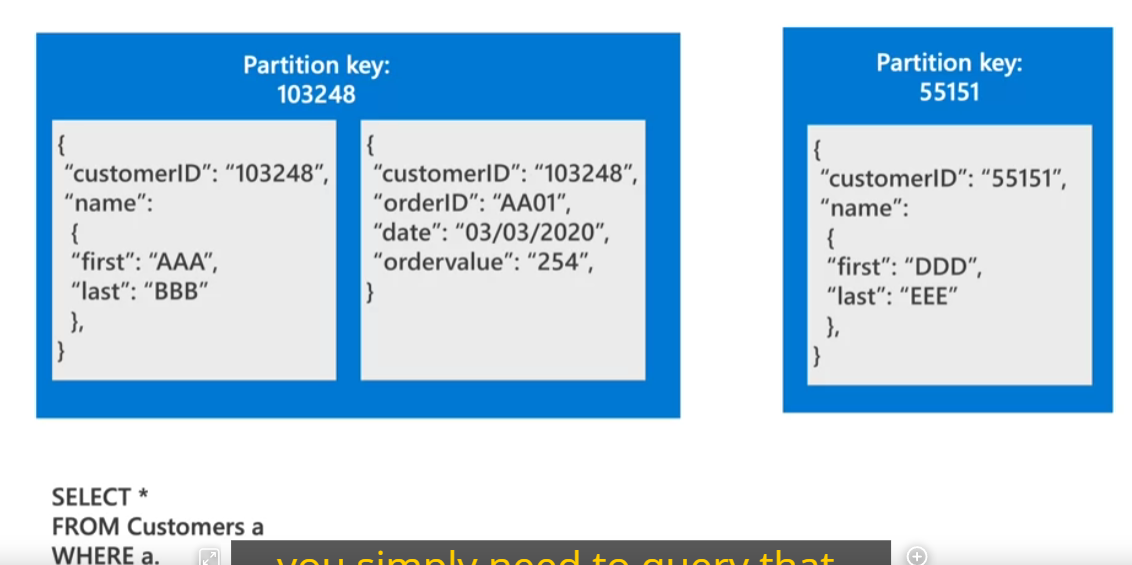 Partition key:
103248
{
"customerID": "103248",
"name":
{
"first": "AAA",
"last": "BBB"
},
}
{
"customerID": "103248",
"orderID": "AA01",
"date": "03/03/2020",
"ordervalue": "254",
}
Partition key:
55151
{
"customerID": "55151",
"name":
{
"first": "DDD",
"last": "EEE"
},
}
SELECT *
FROM Customers a
WHERE a.
you simply need to query that